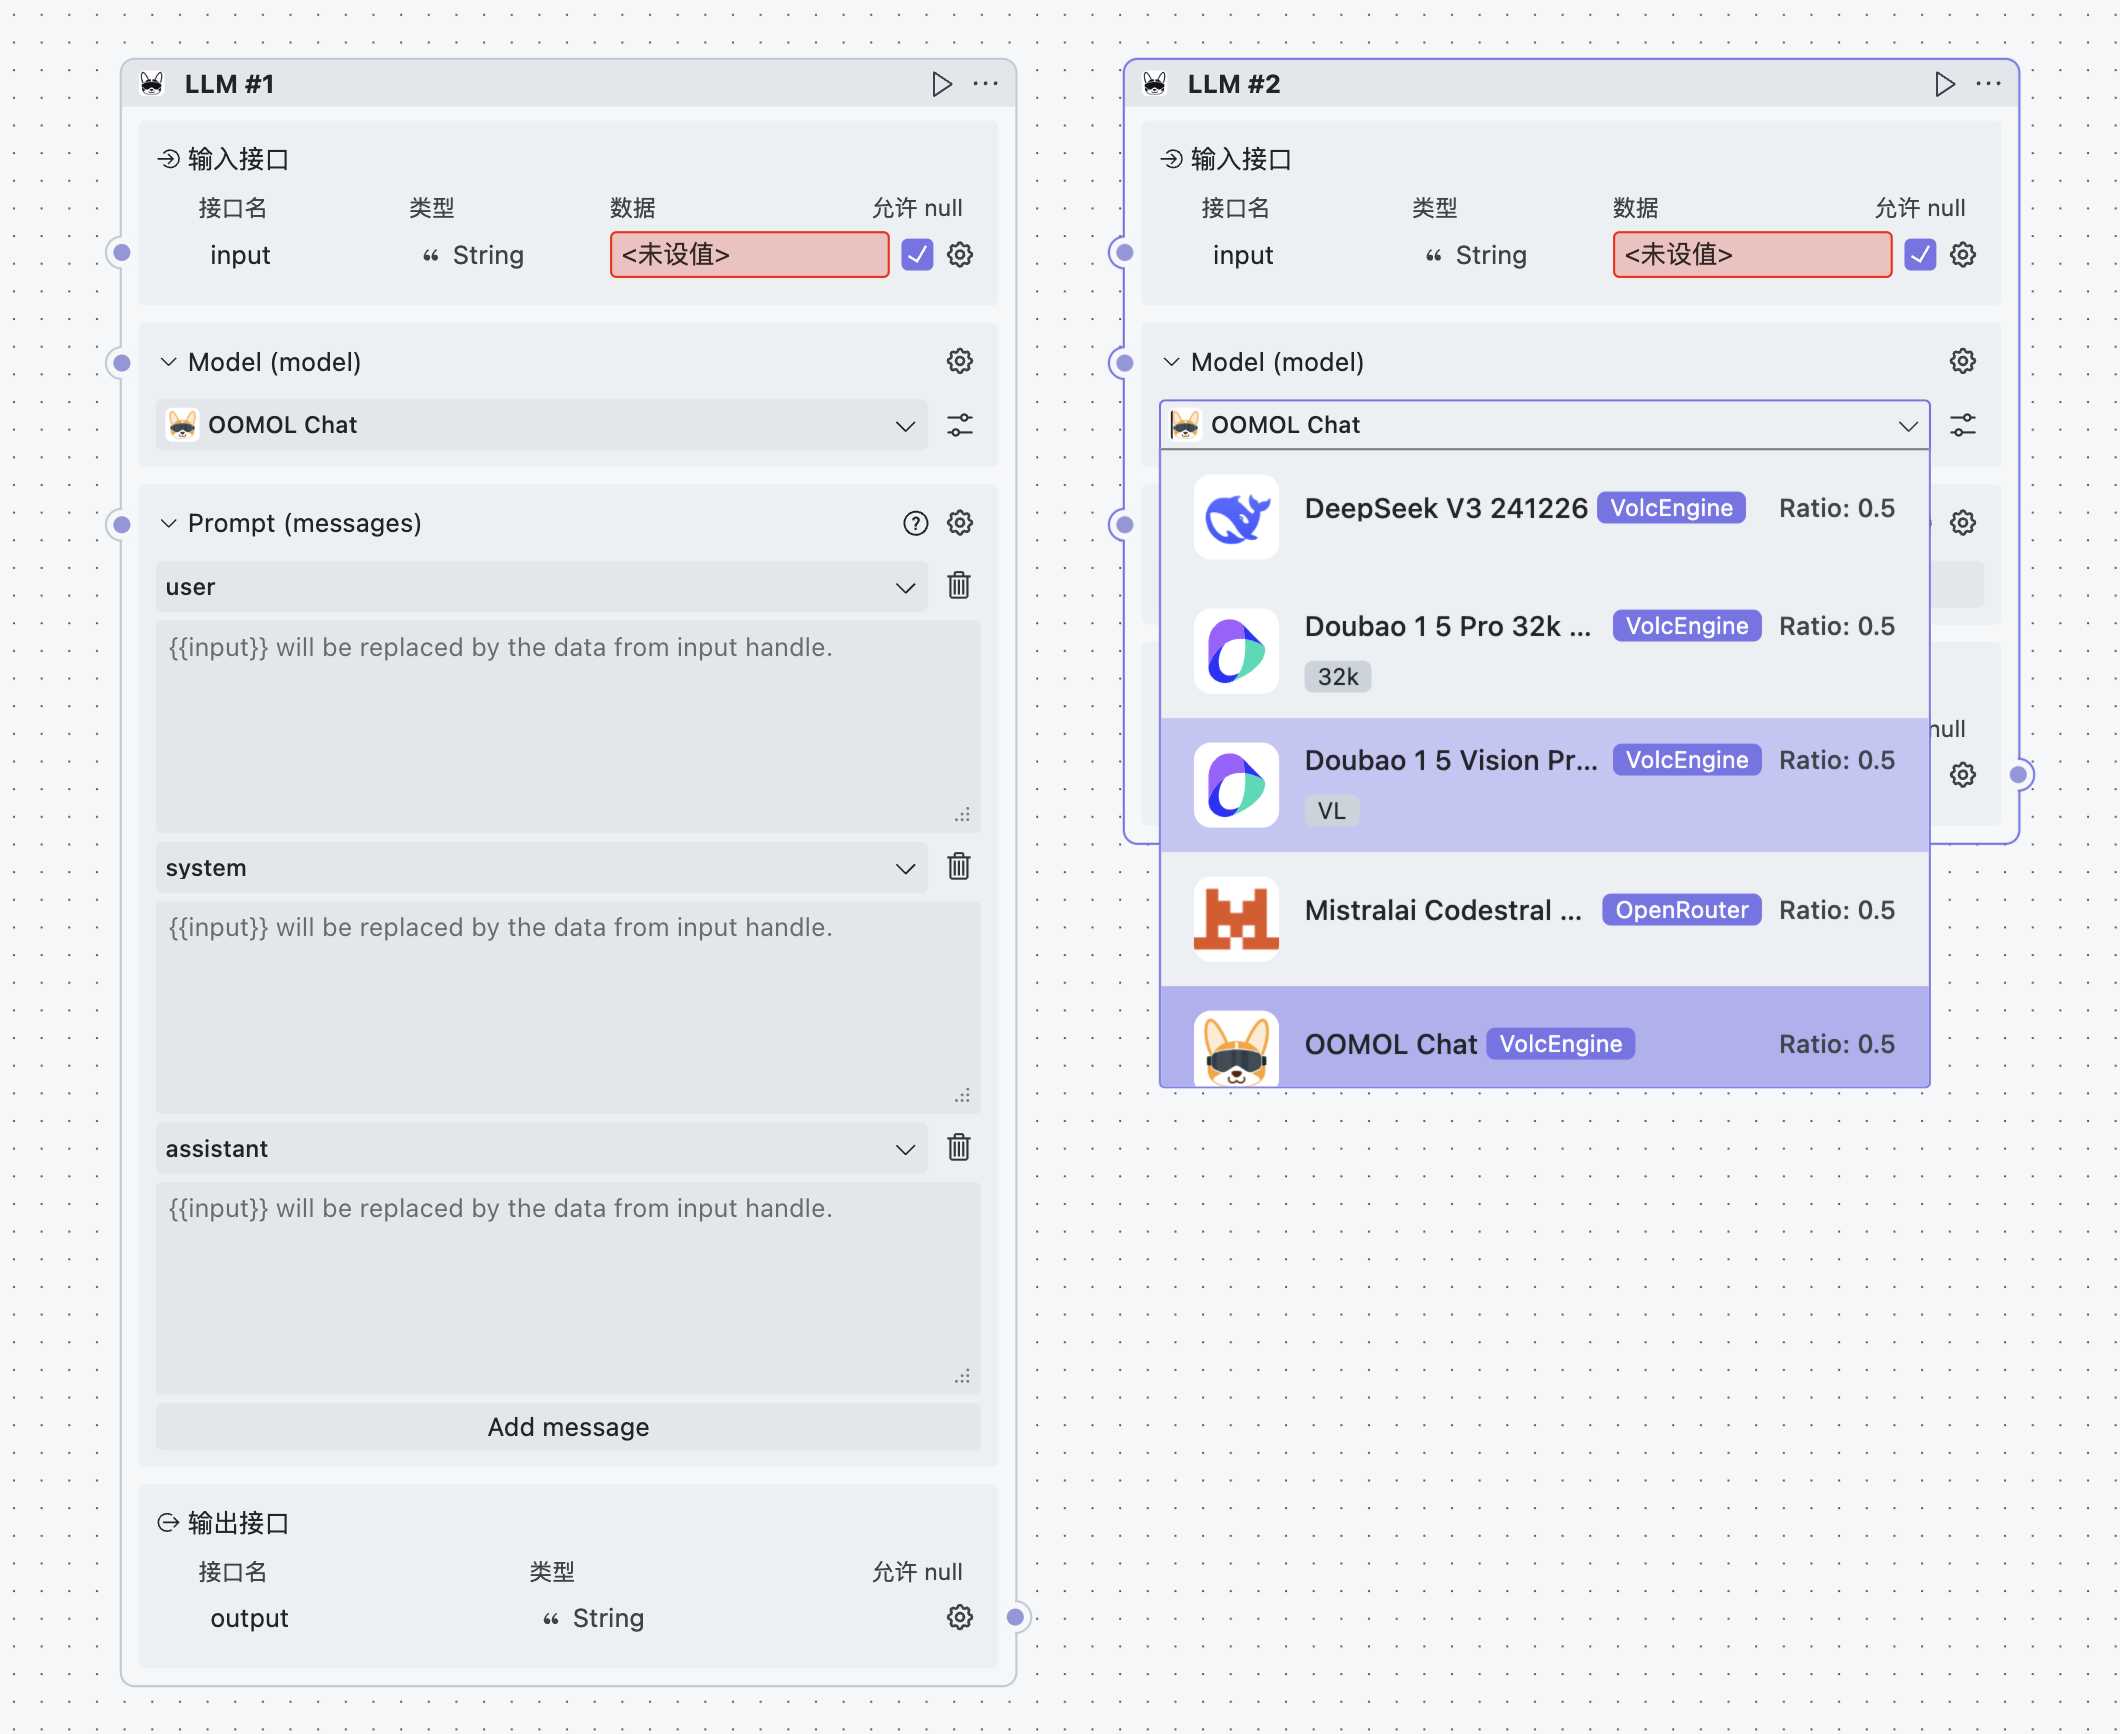 LLM #1
输入接口
接口名 类型 数据 允许 null
input “ String <未设值>
Model (model)
OOMOL Chat
Prompt (messages)
user
{{input}} will be replaced by the data from input handle.
system
{{input}} will be replaced by the data from input handle.
assistant
{{input}} will be replaced by the data from input handle.
Add message
输出接口
接口名 类型 允许 null
output “ String
LLM #2
输入接口
接口名 类型 数据 允许 null
input “ String <未设值>
Model (model)
OOMOL Chat
DeepSeek V3 241226 VolcEngine Ratio: 0.5
Doubao 1 5 Pro 32k ... VolcEngine Ratio: 0.5
32k
null
Doubao 1 5 Vision Pr... VolcEngine Ratio: 0.5
VL
Mistralai Codestral ... OpenRouter Ratio: 0.5
OOMOL Chat VolcEngine Ratio: 0.5